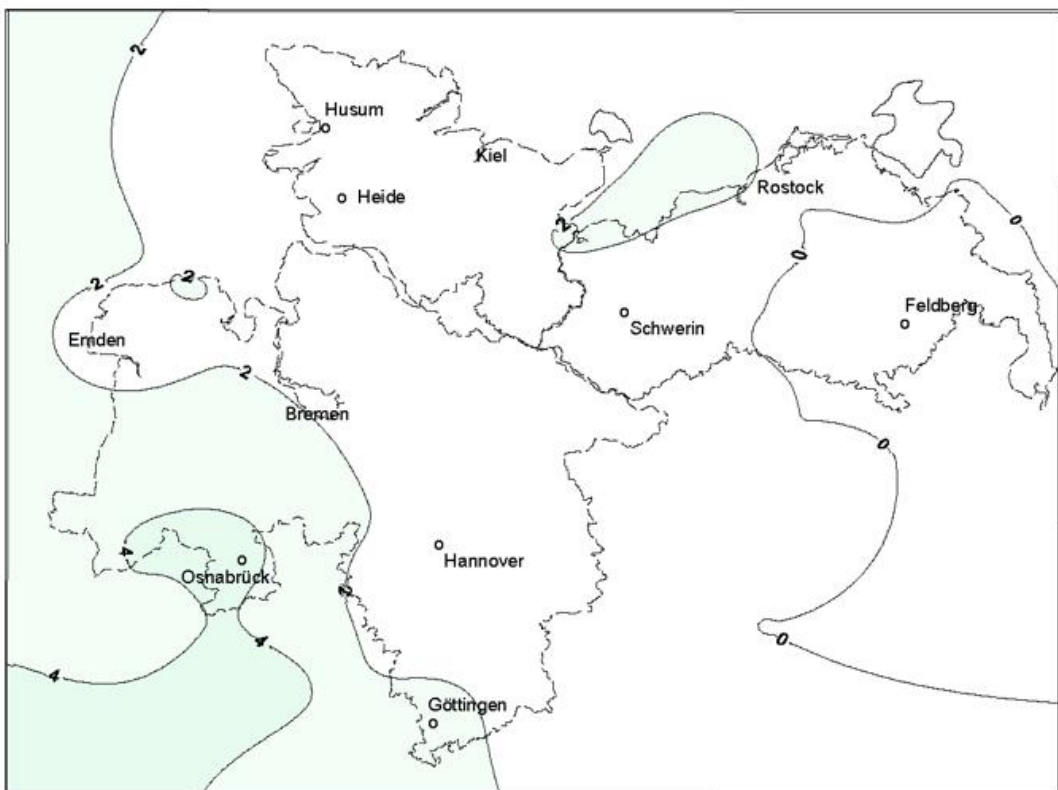 2
Husum
Kiel
Heide
Rostock
2
0
0
2
2
Feldberg
Schwerin
Emden
2
Bremen
0
4
Hannover
Osnabrück
2
4
0
4
Göttingen